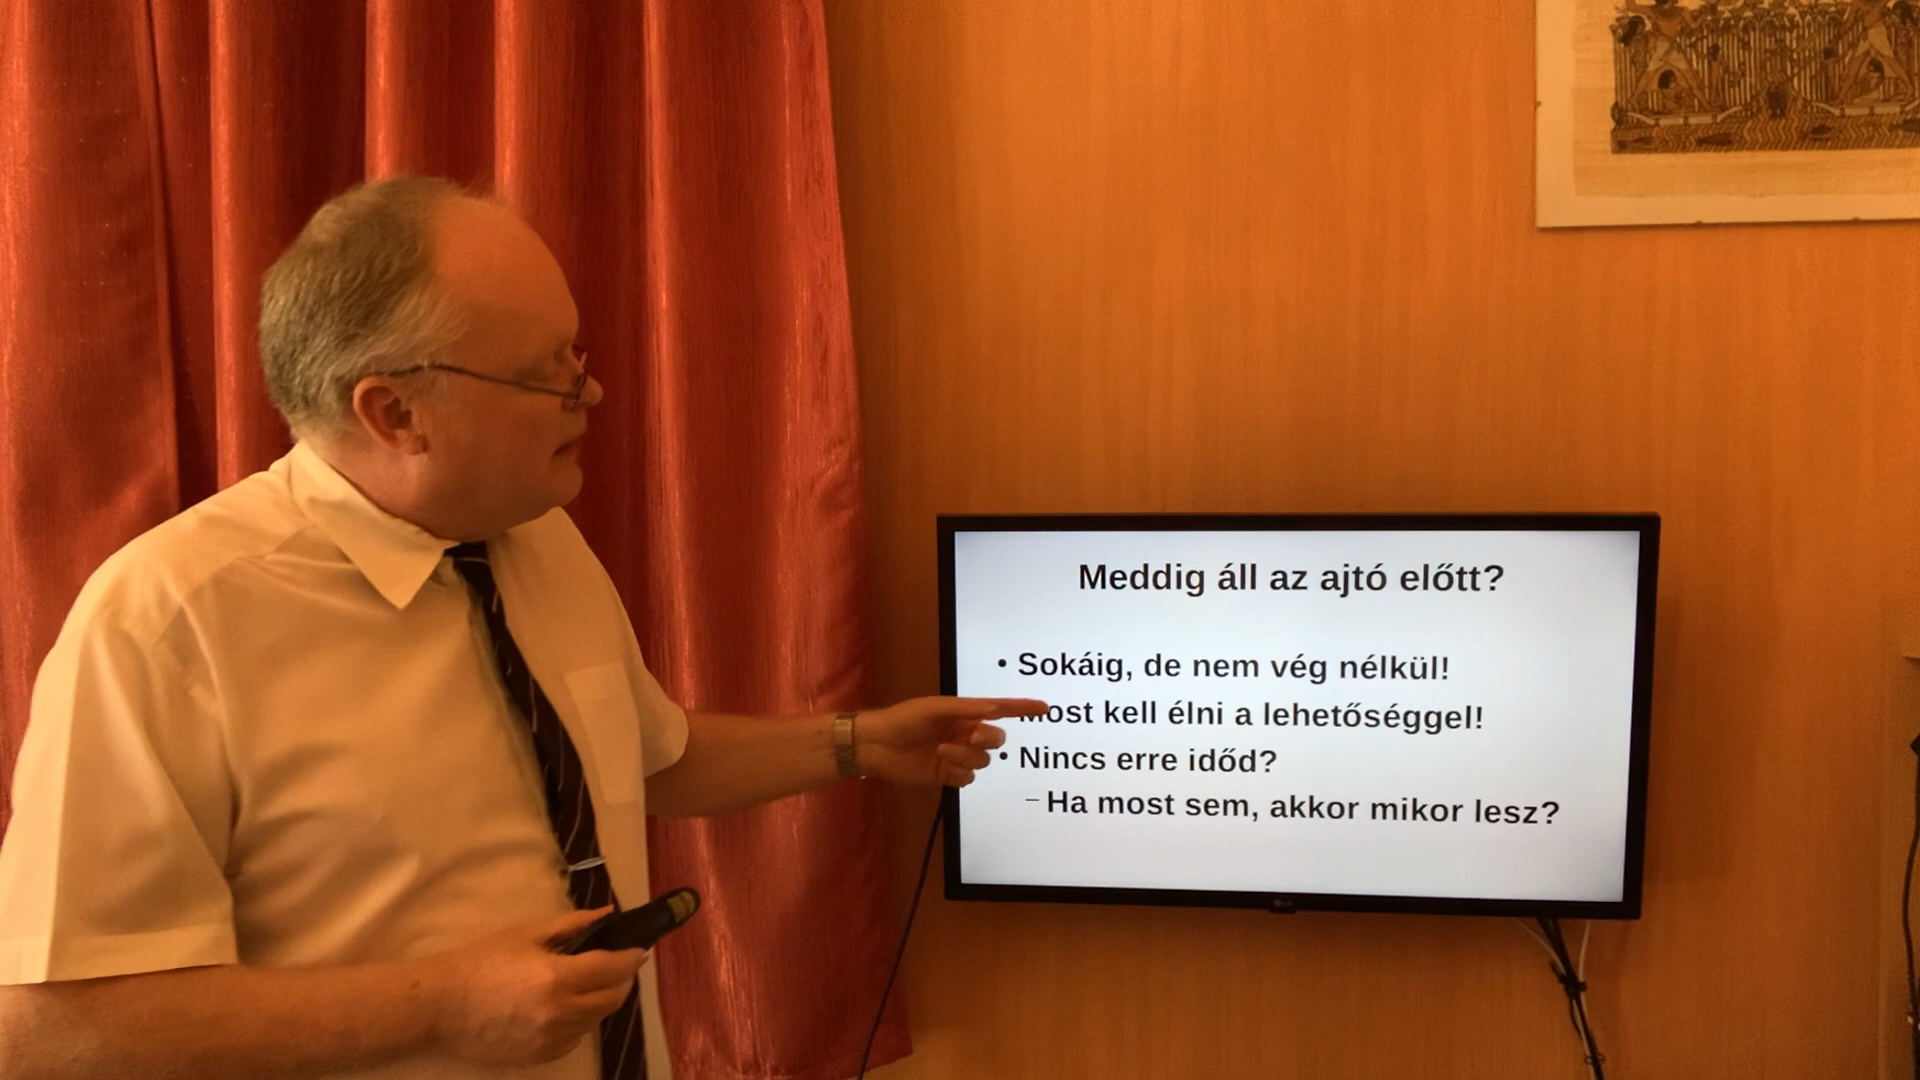 Meddig áll az ajtó előtt?
• Sokáig, de nem vég nélkül!
Most kell élni a lehetőséggel!
• Nincs erre időd?
– Ha most sem, akkor mikor lesz?